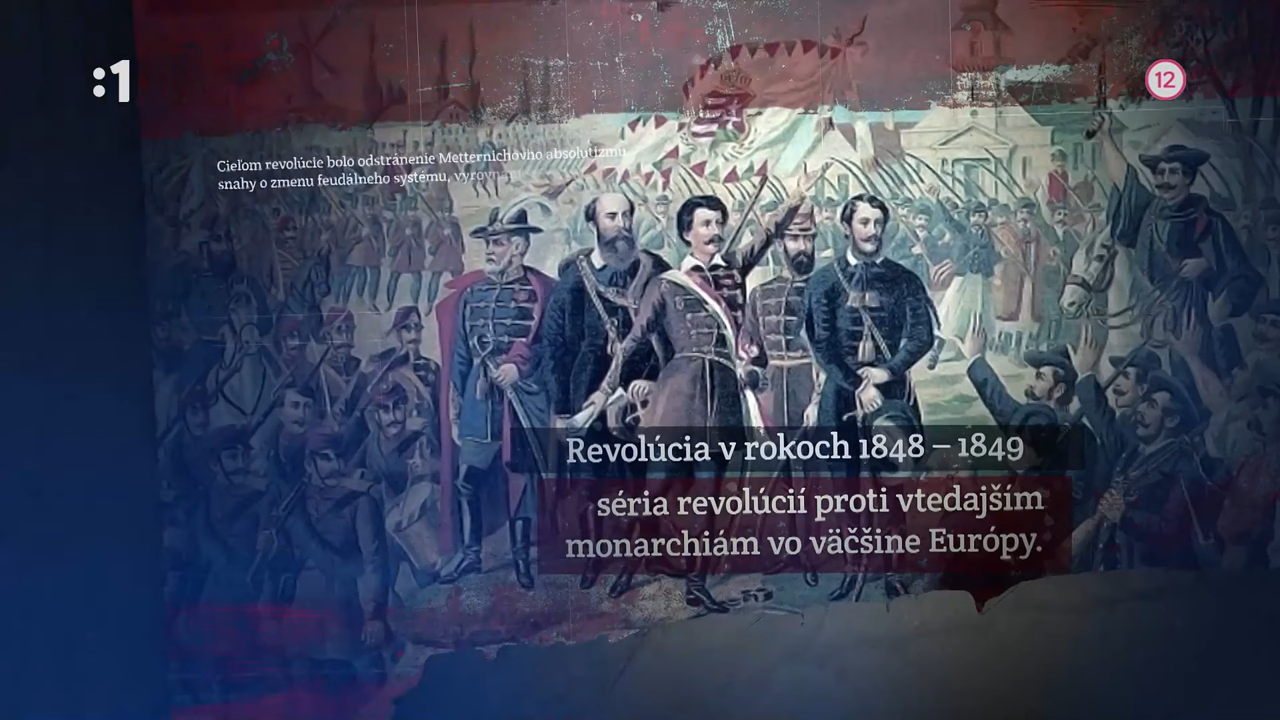 :1
12
Cieľom revolúcie bolo odstránenie Metternichovho absolutizmu,
snahy o zmenu feudálneho systému,
Revolúcia v rokoch 1848 – 1849
séria revolúcií proti vtedajším
monarchiám vo väčšine Európy.